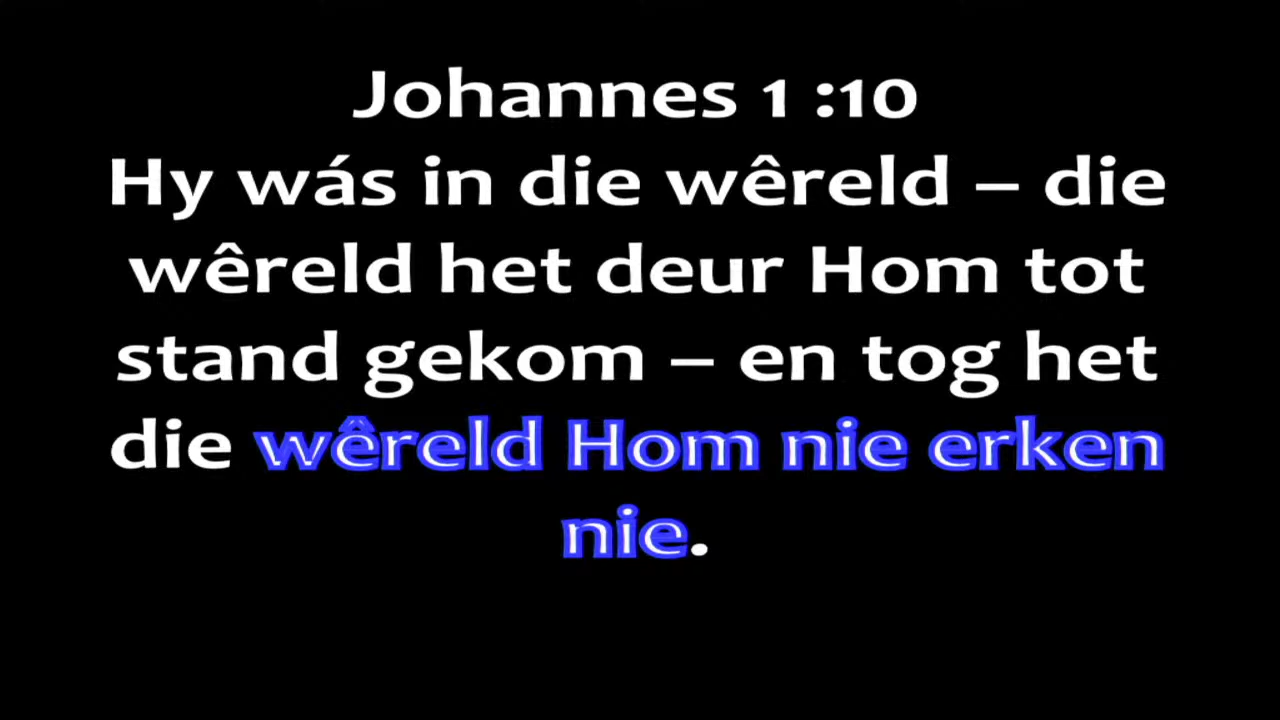 Johannes 1 :10
Hy wás in die wêreld – die
wêreld het deur Hom tot
stand gekom – en tog het
die wêreld Hom nie erken
nie.